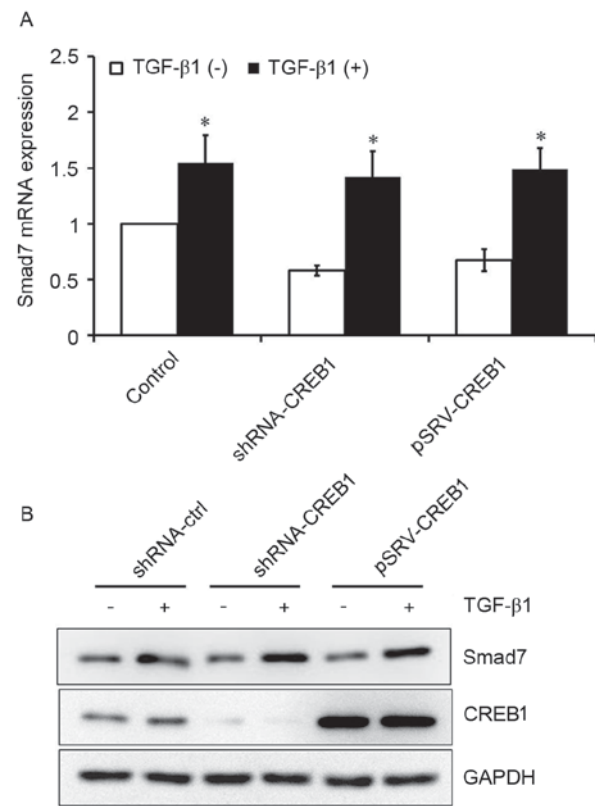 A
Smad7 mRNA expression
2.5
2
1.5
1
0.5
0
TGF-β1 (-) TGF-β1 (+)
* * *
Control shRNA-CREB1 pSRV-CREB1
B
shRNA-ctrl shRNA-CREB1 pSRV-CREB1
- + - + - + TGF-β1
Smad7
CREB1
GAPDH